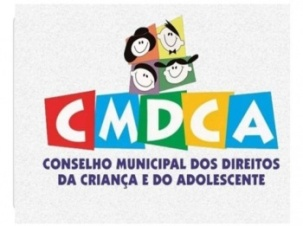 CMDCA
CONSELHO MUNICIPAL DOS DIREITOS
DA CRIANÇA E DO ADOLESCENTE